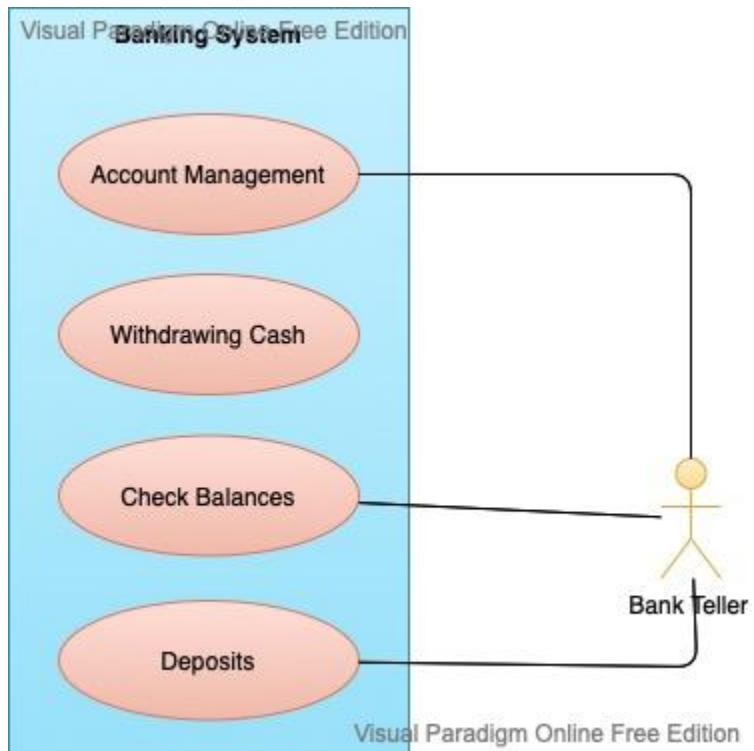 Visual Paradigm Online Free Edition
Banking System
Account Management
Withdrawing Cash
Check Balances
Bank Teller
Deposits
Visual Paradigm Online Free Edition